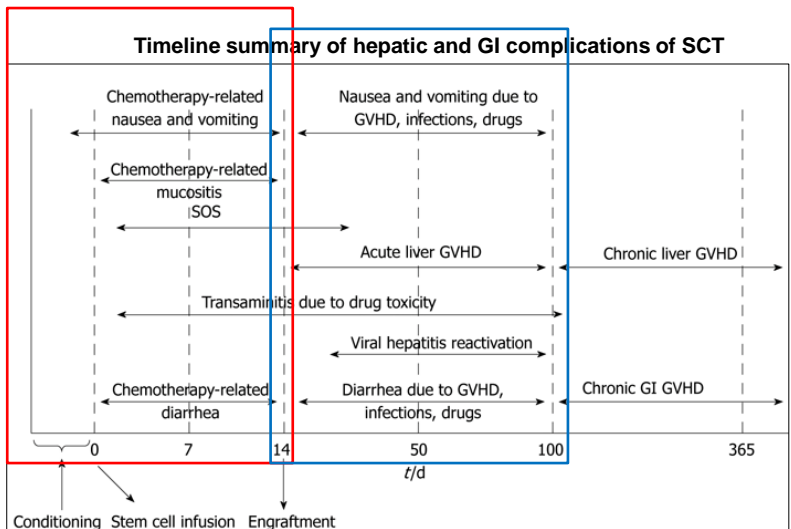 Timeline summary of hepatic and GI complications of SCT
Chemotherapy-related
nausea and vomiting
Nausea and vomiting due to
GVHD, infections, drugs
Chemotherapy-related
mucositis
SOS
Acute liver GVHD
Chronic liver GVHD
Transaminitis due to drug toxicity
Viral hepatitis reactivation
Chemotherapy-related
diarrhea
Diarrhea due to GVHD,
infections, drugs
Chronic GI GVHD
0 7 14 50 100 365
t/d
Conditioning Stem cell infusion Engraftment